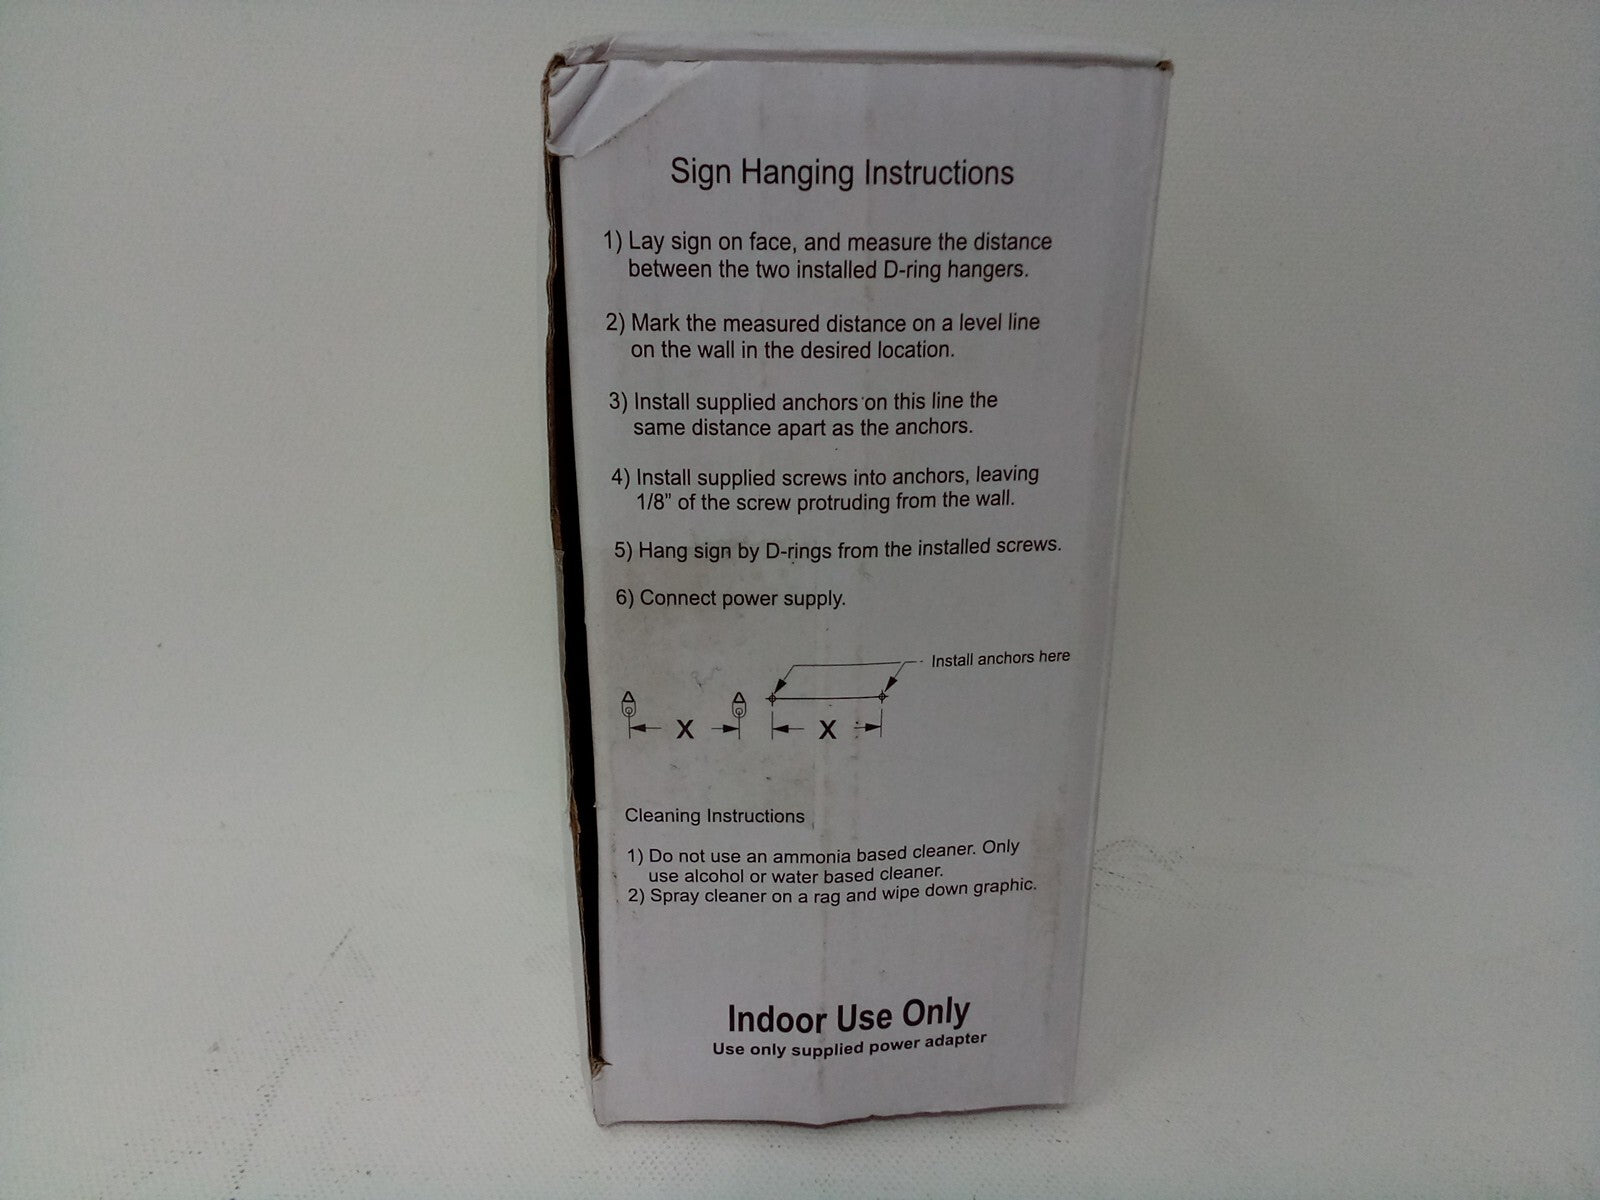 Sign Hanging Instructions
1) Lay sign on face, and measure the distance
between the two installed D-ring hangers.
2) Mark the measured distance on a level line
on the wall in the desired location.
3) Install supplied anchors on this line the
same distance apart as the anchors.
4) Install supplied screws into anchors, leaving
1/8” of the screw protruding from the wall.
5) Hang sign by D-rings from the installed screws.
6) Connect power supply.
Install anchors here
X X
Cleaning Instructions
1) Do not use an ammonia based cleaner. Only
use alcohol or water based cleaner.
2) Spray cleaner on a rag and wipe down graphic.
Indoor Use Only
Use only supplied power adapter